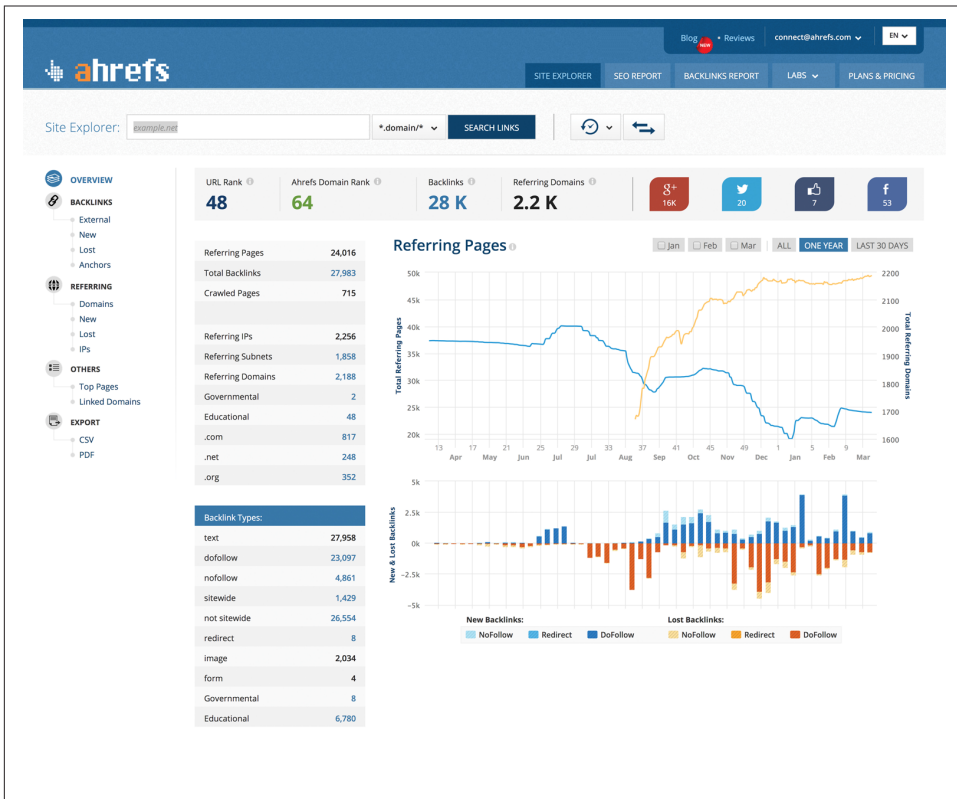 Blog NEW • Reviews connect@ahrefs.com EN
ahrefs
SITE EXPLORER SEO REPORT BACKLINKS REPORT LABS PLANS & PRICING
Site Explorer: example.net *.domain/* SEARCH LINKS
OVERVIEW
BACKLINKS
External
New
Lost
Anchors
REFERRING
Domains
New
Lost
IPs
OTHERS
Top Pages
Linked Domains
EXPORT
CSV
PDF
URL Rank Ahrefs Domain Rank Backlinks Referring Domains
48 64 28 K 2.2 K
g+ 16K 20 7 f 53
Referring Pages 24,016
Total Backlinks 27,983
Crawled Pages 715
Referring IPs 2,256
Referring Subnets 1,858
Referring Domains 2,188
Governmental 2
Educational 48
.com 817
.net 248
.org 352
Backlink Types:
text 27,958
dofollow 23,097
nofollow 4,861
sitewide 1,429
not sitewide 26,554
redirect 8
image 2,034
form 4
Governmental 8
Educational 6,780
Referring Pages Jan Feb Mar ALL ONE YEAR LAST 30 DAYS
Total Referring Pages
50k
45k
40k
35k
30k
25k
20k
Total Referring Domains
2200
2100
2000
1900
1800
1700
1600
13 17 21 25 29 33 37 41 45 49 1 5 9
Apr May Jun Jul Jul Aug Sep Oct Nov Dec Jan Feb Mar
New & Lost Backlinks
5k
2.5k
0k
−2.5k
−5k
New Backlinks: Lost Backlinks:
NoFollow Redirect DoFollow NoFollow Redirect DoFollow